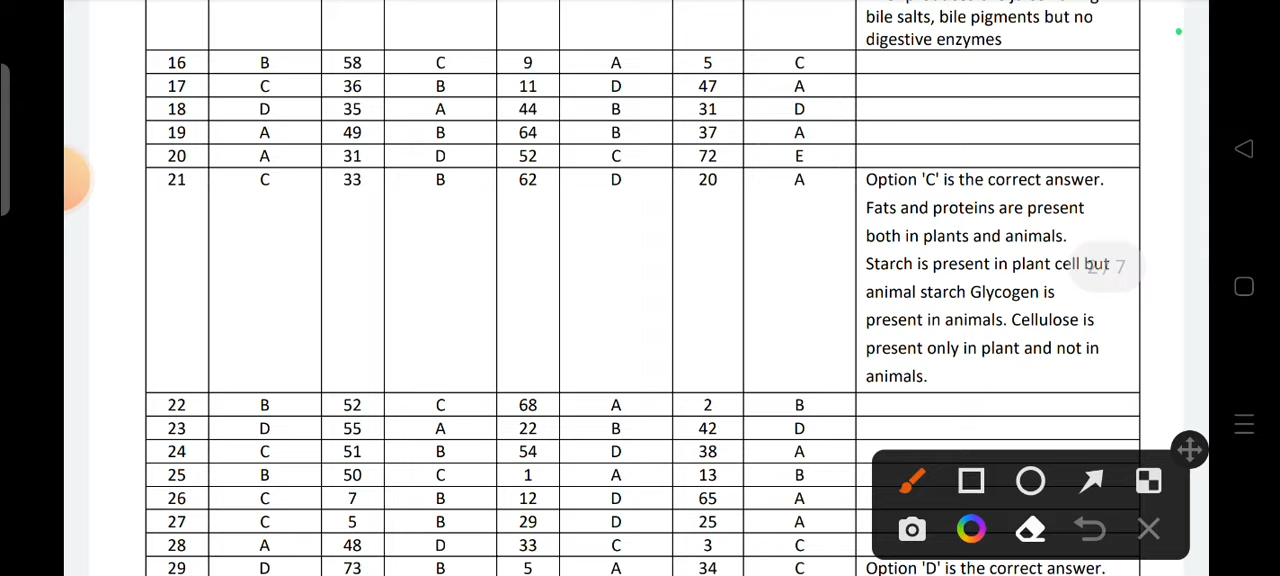 bile salts, bile pigments but no
digestive enzymes
16 B 58 C 9 A 5 C
17 C 36 B 11 D 47 A
18 D 35 A 44 B 31 D
19 A 49 B 64 B 37 A
20 A 31 D 52 C 72 E
21 C 33 B 62 D 20 A Option 'C' is the correct answer.
Fats and proteins are present
both in plants and animals.
Starch is present in plant cell but
2 / 7
animal starch Glycogen is
present in animals. Cellulose is
present only in plant and not in
animals.
22 B 52 C 68 A 2 B
23 D 55 A 22 B 42 D
24 C 51 B 54 D 38 A
25 B 50 C 1 A 13 B
26 C 7 B 12 D 65 A
27 C 5 B 29 D 25 A
28 A 48 D 33 C 3 C
29 D 73 B 5 A 34 C Option 'D' is the correct answer.